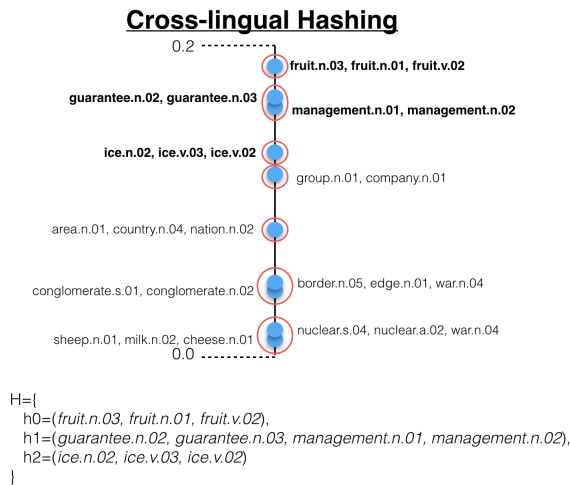 Cross-lingual Hashing
0.2
fruit.n.03, fruit.n.01, fruit.v.02
guarantee.n.02, guarantee.n.03
management.n.01, management.n.02
ice.n.02, ice.v.03, ice.v.02
group.n.01, company.n.01
area.n.01, country.n.04, nation.n.02
border.n.05, edge.n.01, war.n.04
conglomerate.s.01, conglomerate.n.02
nuclear.s.04, nuclear.a.02, war.n.04
sheep.n.01, milk.n.02, cheese.n.01
0.0
H={
h0=(fruit.n.03, fruit.n.01, fruit.v.02),
h1=(guarantee.n.02, guarantee.n.03, management.n.01, management.n.02),
h2=(ice.n.02, ice.v.03, ice.v.02)
}